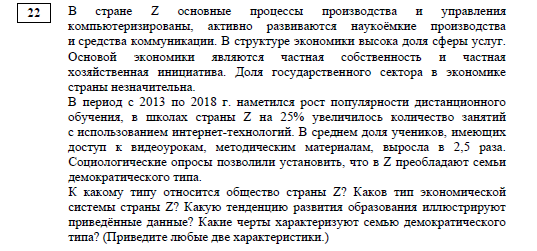 22
В стране Z основные процессы производства и управления
компьютеризированы, активно развиваются наукоёмкие производства
и средства коммуникации. В структуре экономики высока доля сферы услуг.
Основой экономики являются частная собственность и частная
хозяйственная инициатива. Доля государственного сектора в экономике
страны незначительна.
В период с 2013 по 2018 г. наметился рост популярности дистанционного
обучения, в школах страны Z на 25% увеличилось количество занятий
с использованием интернет-технологий. В среднем доля учеников, имеющих
доступ к видеоурокам, методическим материалам, выросла в 2,5 раза.
Социологические опросы позволили установить, что в Z преобладают семьи
демократического типа.
К какому типу относится общество страны Z? Каков тип экономической
системы страны Z? Какую тенденцию развития образования иллюстрируют
приведённые данные? Какие черты характеризуют семью демократического
типа? (Приведите любые две характеристики.)